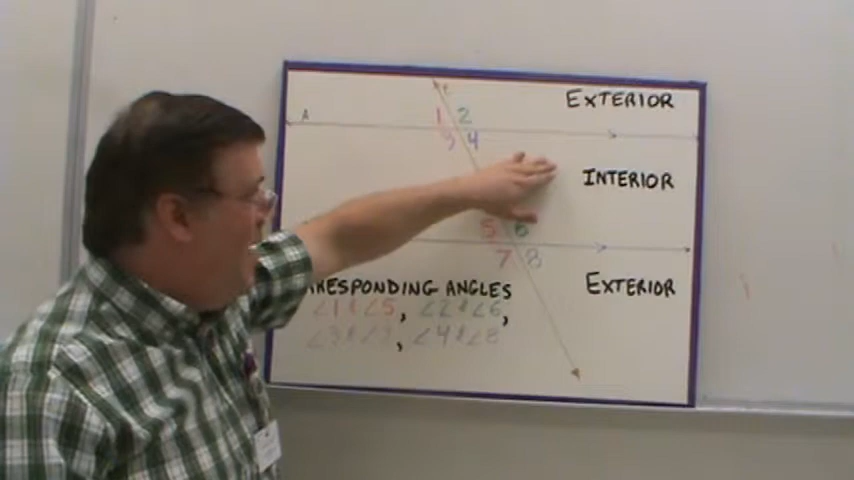 EXTERIOR
A
1 2
3 4
INTERIOR
5 6
7 8
RESPONDING ANGLES
EXTERIOR
∠1 & ∠5, ∠2 & ∠6,
∠3 & ∠7, ∠4 & ∠8